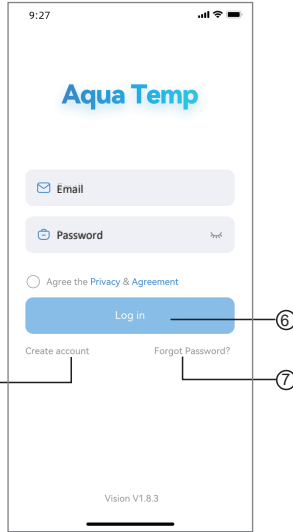 9:27
Aqua Temp
Email
Password
Agree the Privacy & Agreement
Log in
⑥
Create account
Forgot Password?
⑦
Vision V1.8.3